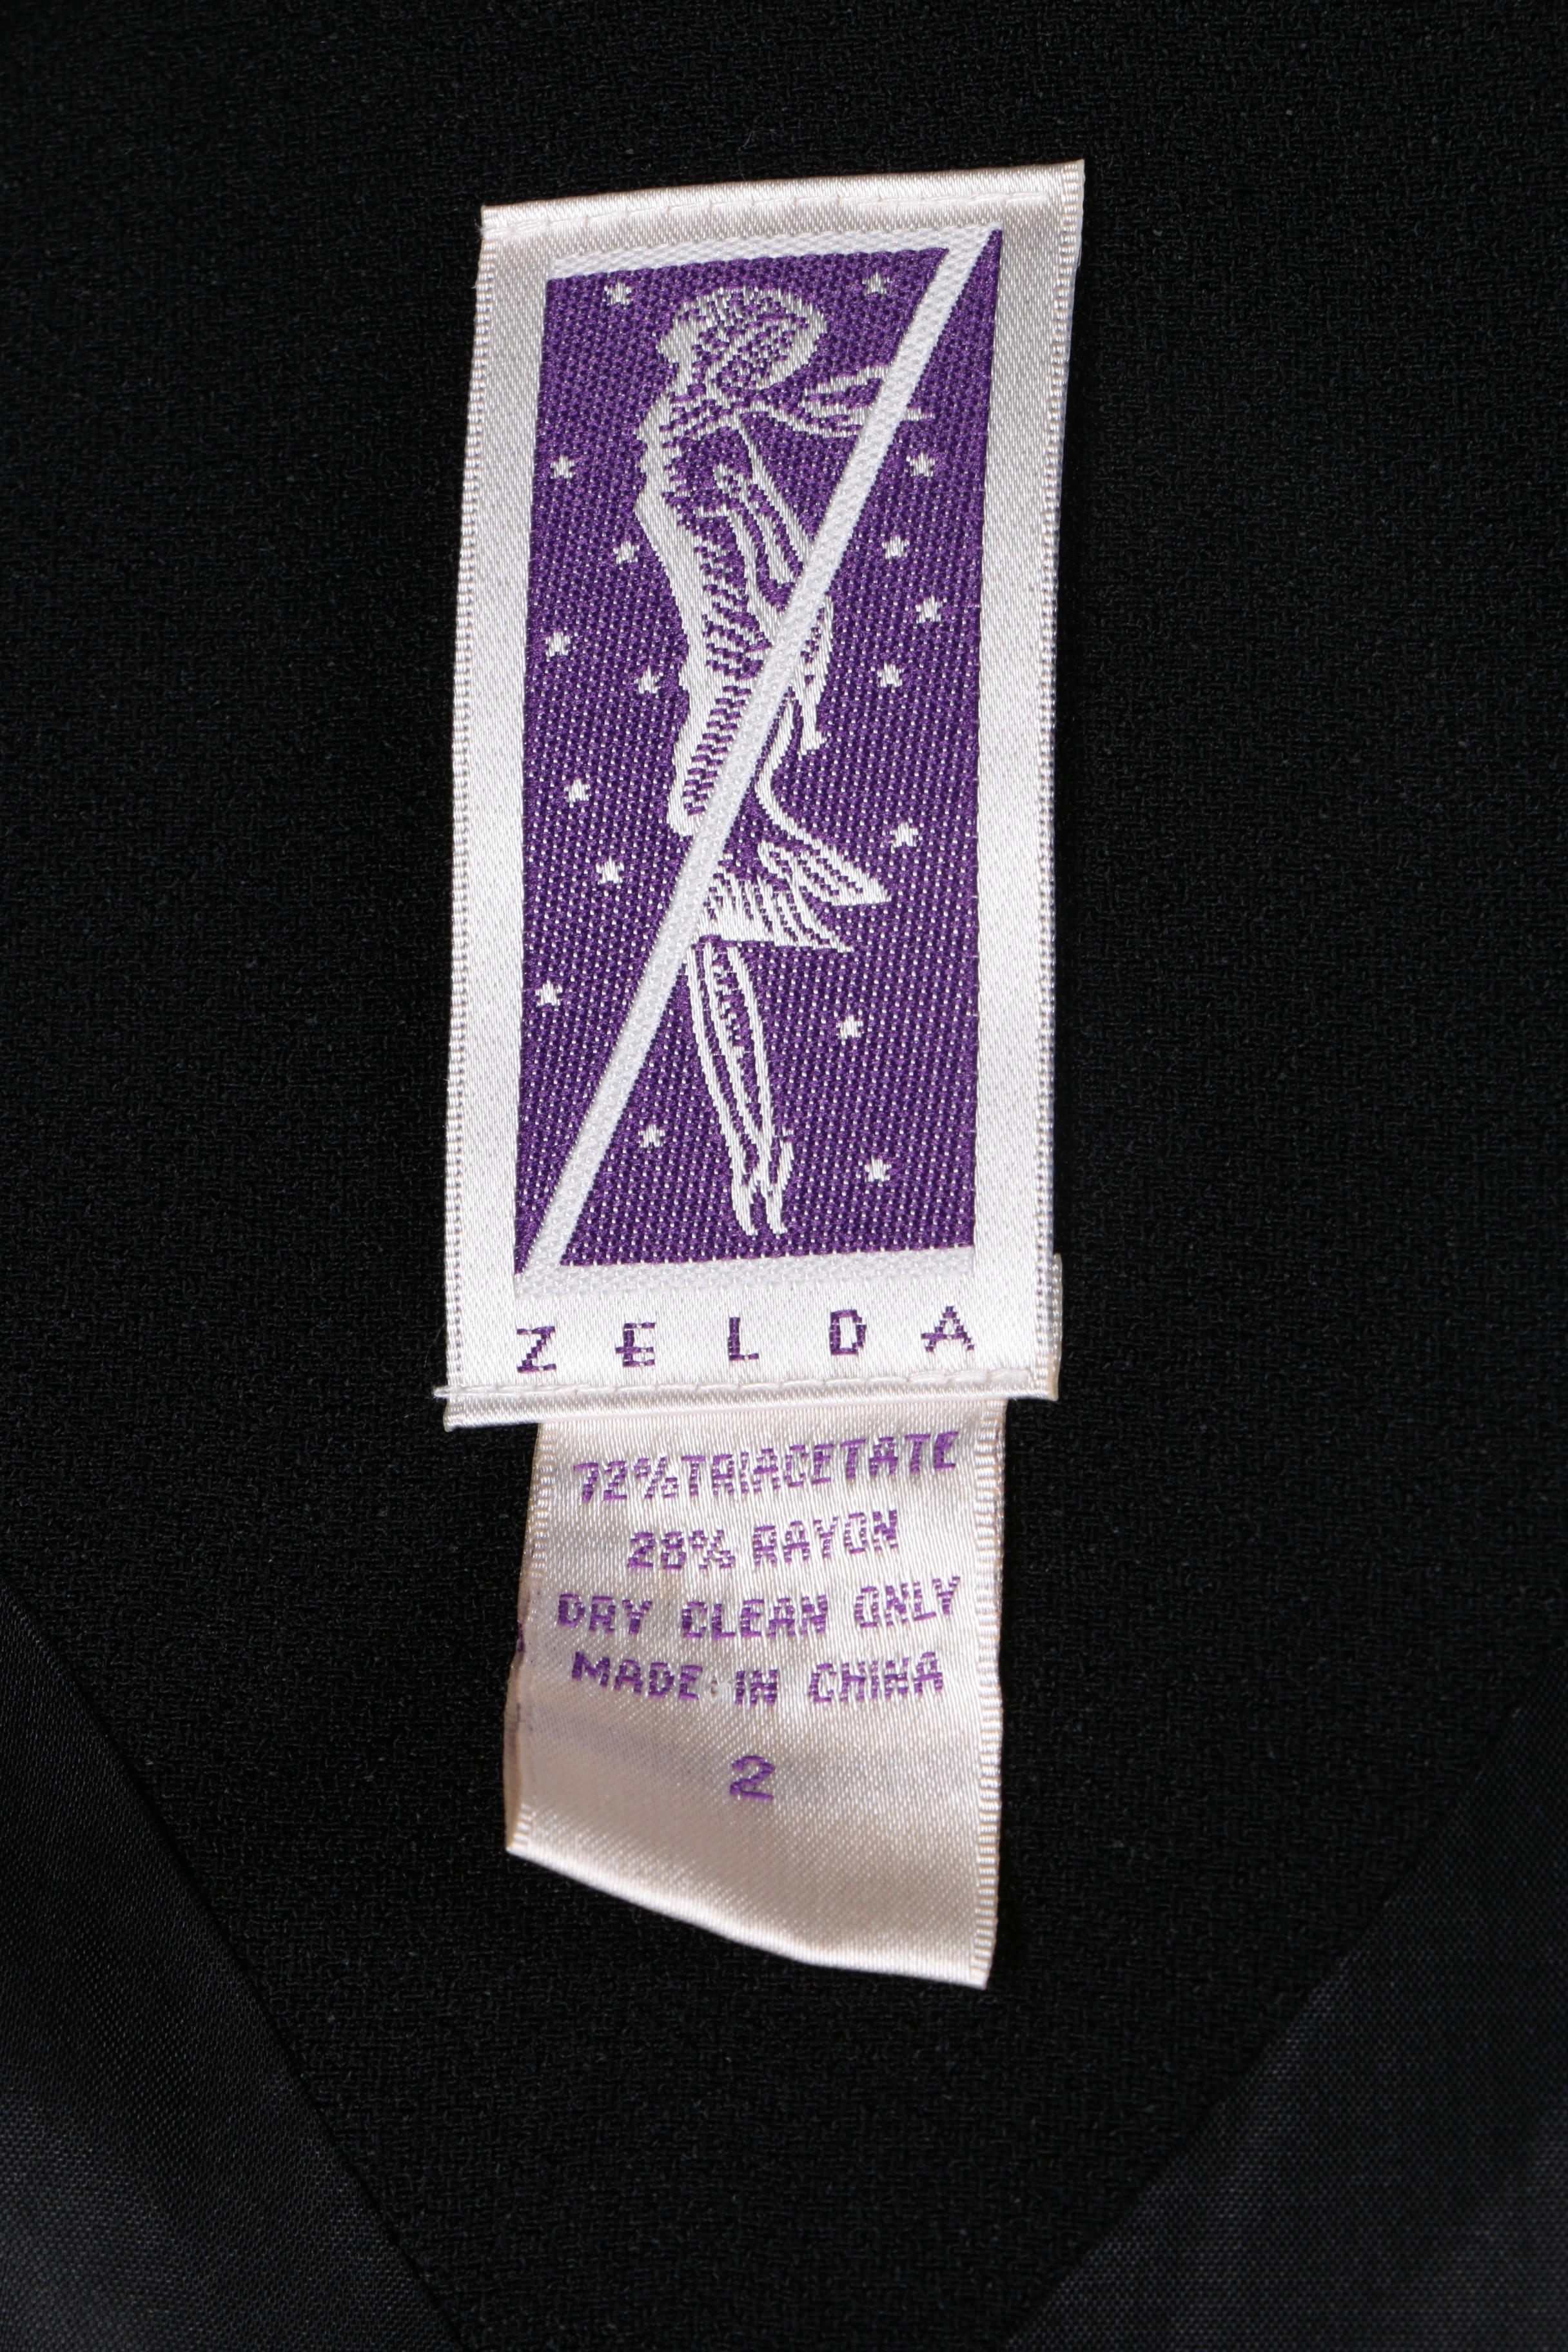 ZELDA
72% TRIACETATE
28% RAYON
DRY CLEAN ONLY
MADE IN CHINA
2